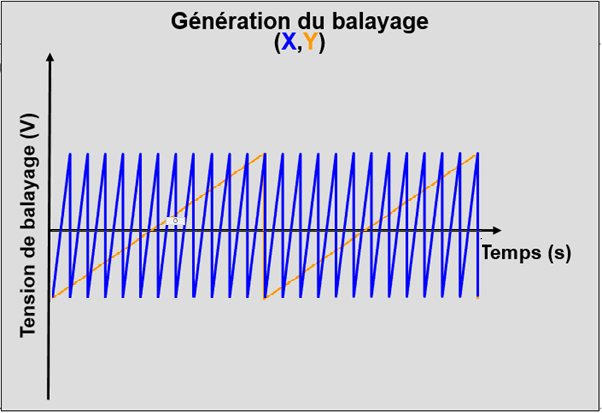 Génération du balayage
(X,Y)
Tension de balayage (V)
Temps (s)